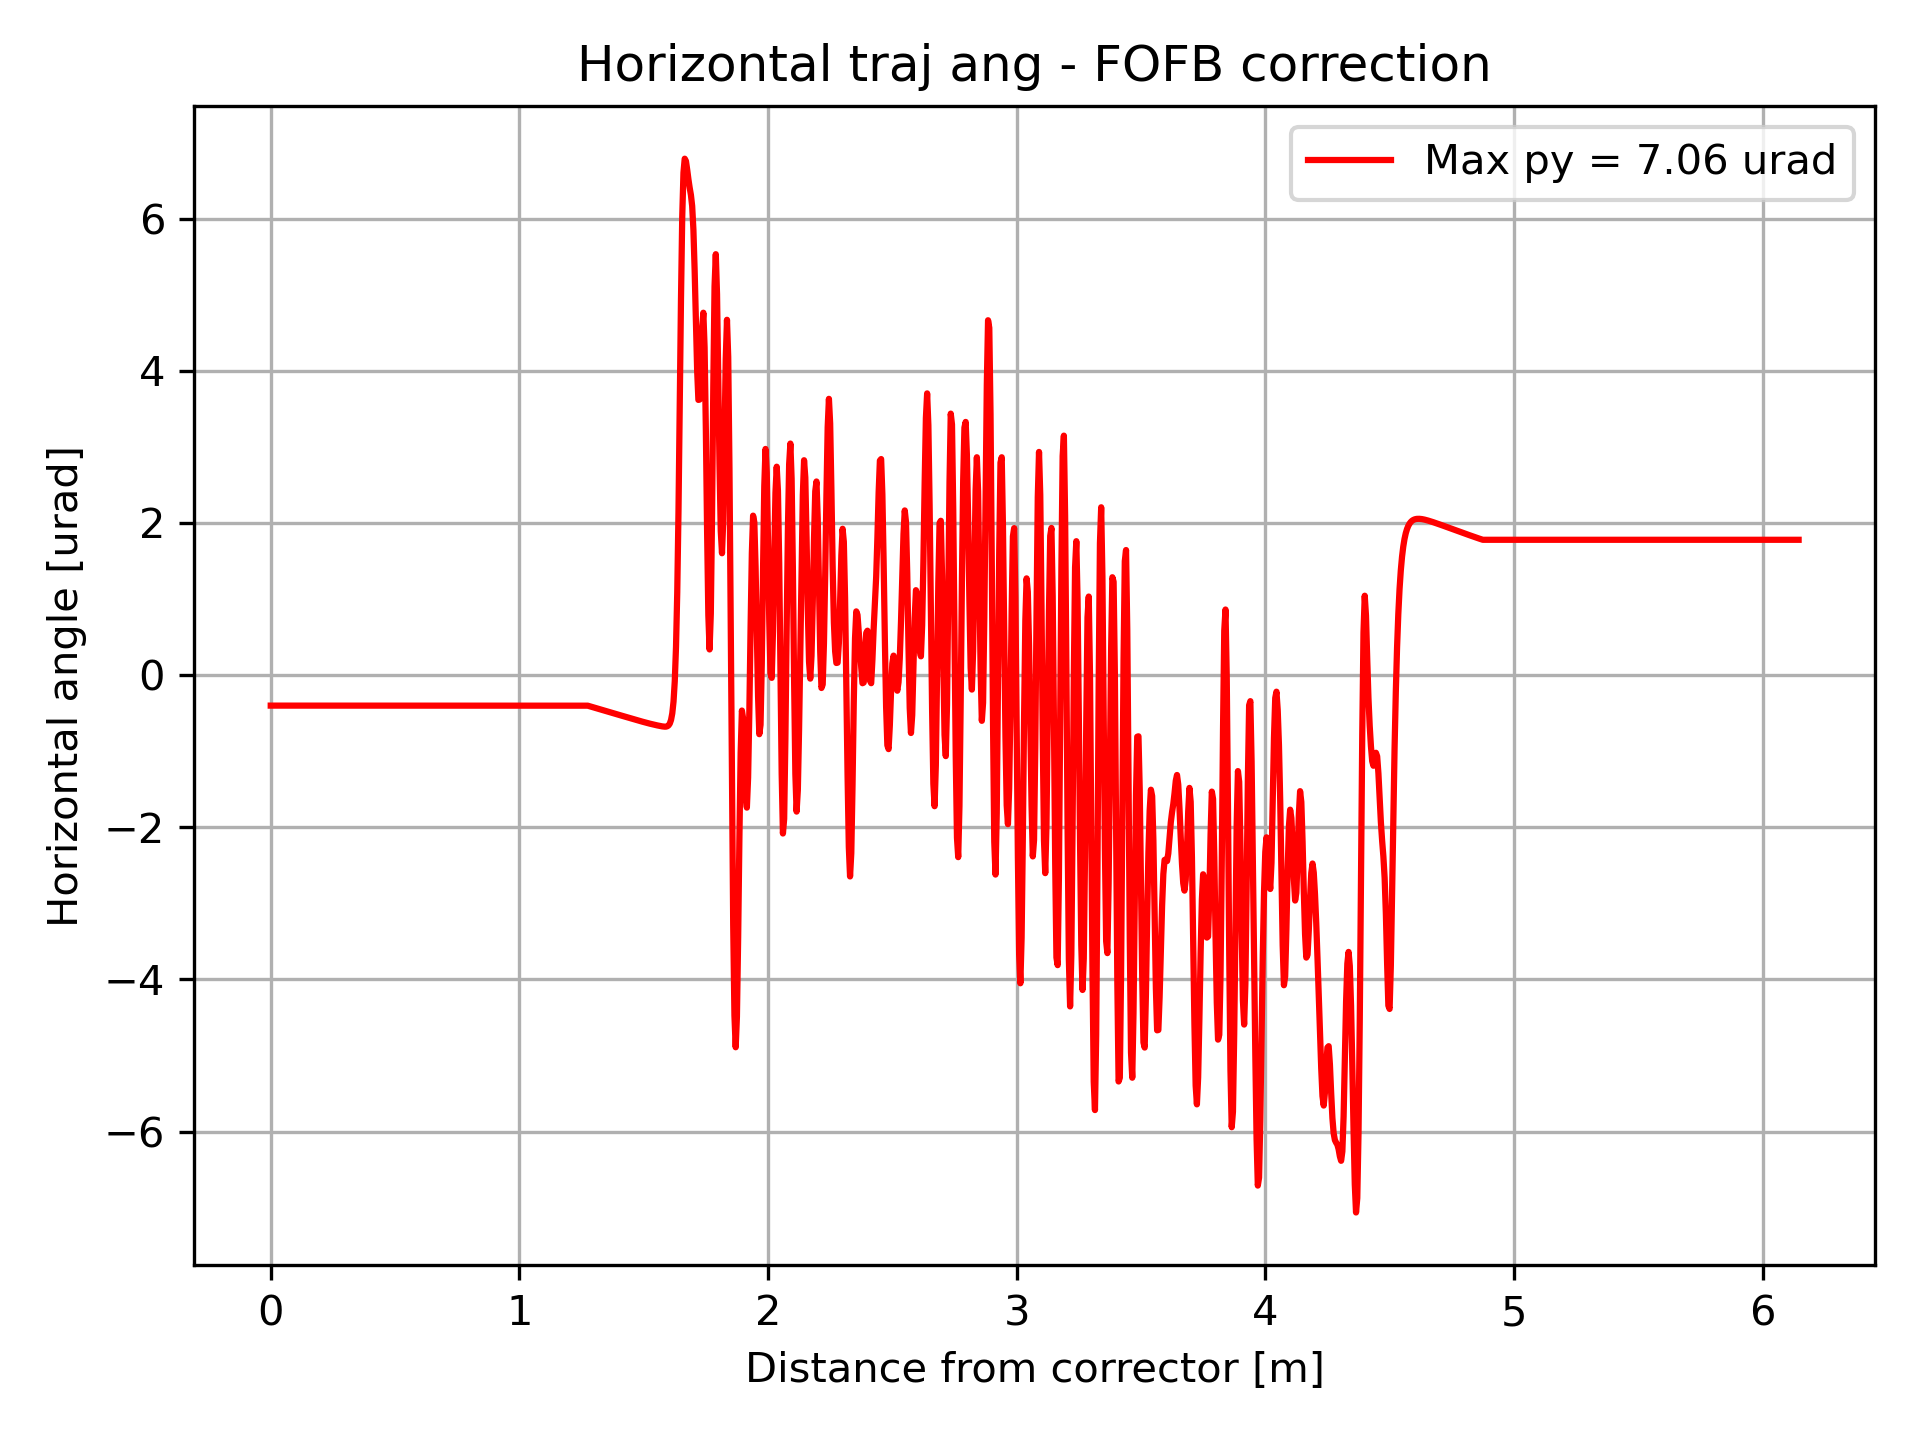 Horizontal traj ang - FOFB correction
Max py = 7.06 urad
Horizontal angle [urad]
6
4
2
0
−2
−4
−6
0 1 2 3 4 5 6
Distance from corrector [m]